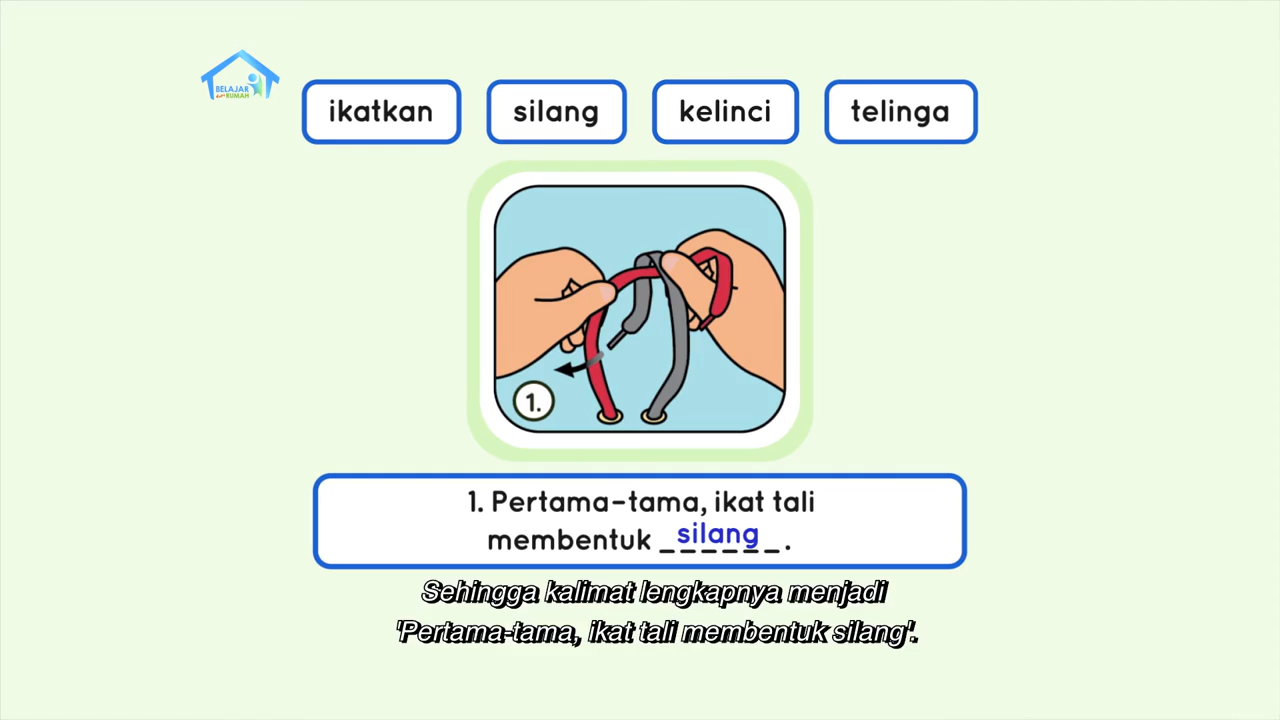 BELAJAR
dari RUMAH
ikatkan
silang
kelinci
telinga
1.
1. Pertama-tama, ikat tali
membentuk silang.
Sehingga kalimat lengkapnya menjadi
'Pertama-tama, ikat tali membentuk silang'.